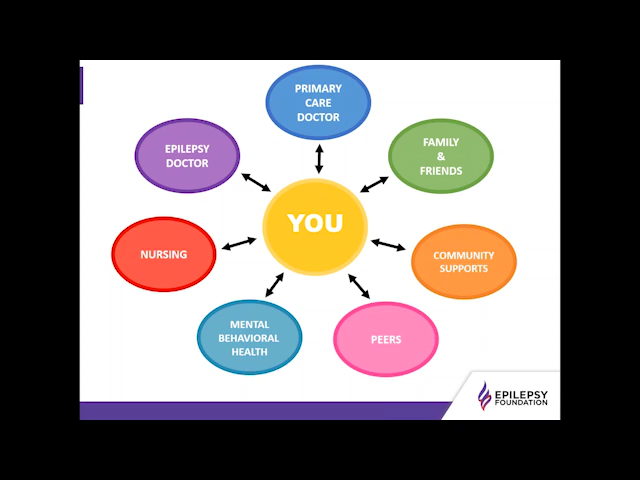 PRIMARY
CARE
DOCTOR
FAMILY
&
FRIENDS
EPILEPSY
DOCTOR
YOU
NURSING
COMMUNITY
SUPPORTS
MENTAL
BEHAVIORAL
HEALTH
PEERS
EPILEPSY
FOUNDATION